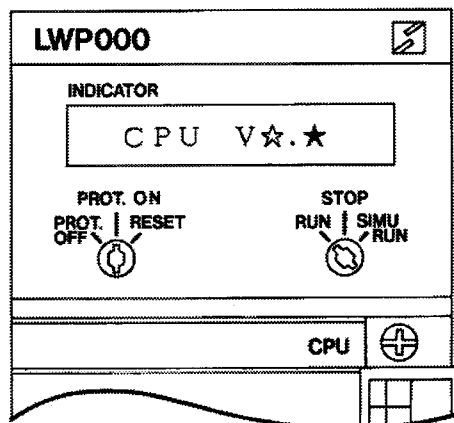 LWP000
INDICATOR
CPU V☆.★
PROT. ON
PROT. OFF
RESET
STOP
RUN
SIMU RUN
CPU